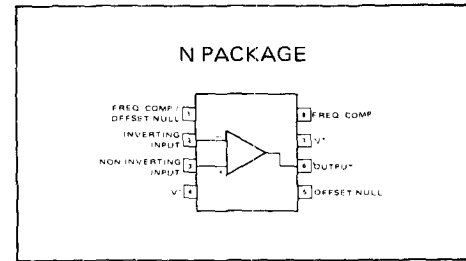 N PACKAGE
FREQ COMP /
OFFSET NULL
1
INVERTING
INPUT
2
NON INVERTING
INPUT
3
V-
4
8
FREQ COMP
7
V+
6
OUTPUT
5
OFFSET NULL